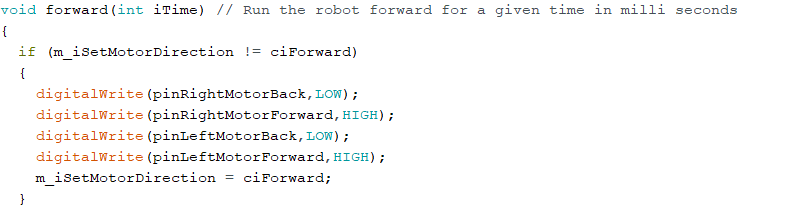 void forward(int iTime) // Run the robot forward for a given time in milli seconds
{
if (m_iSetMotorDirection != ciForward)
{
digitalWrite(pinRightMotorBack,LOW);
digitalWrite(pinRightMotorForward,HIGH);
digitalWrite(pinLeftMotorBack,LOW);
digitalWrite(pinLeftMotorForward,HIGH);
m_iSetMotorDirection = ciForward;
}